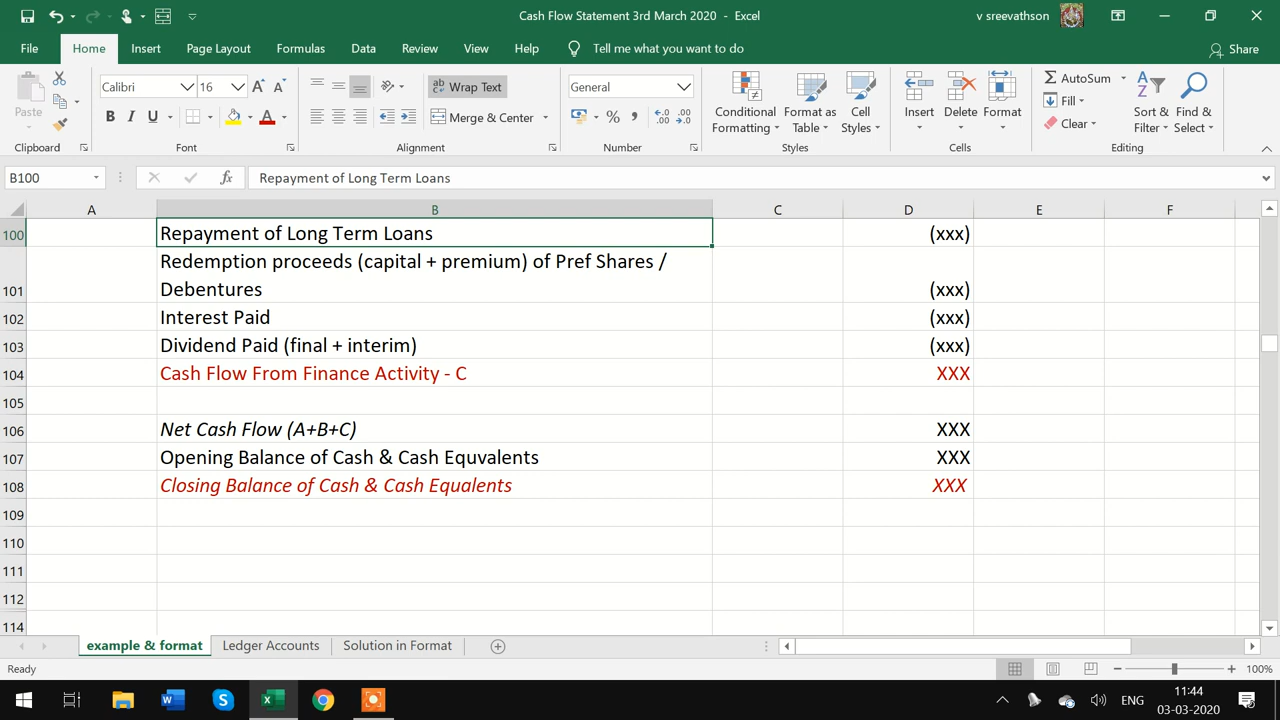 Cash Flow Statement 3rd March 2020 - Excel
v sreevathson
File Home Insert Page Layout Formulas Data Review View Help Tell me what you want to do Share
Paste
Calibri 16
B I U
A A
ab Wrap Text
Merge & Center
General
% ,
Conditional Formatting
Format as Table
Cell Styles
Insert Delete Format
AutoSum
Fill
Clear
Sort & Filter
Find & Select
Clipboard Font Alignment Number Styles Cells Editing
B100 fx Repayment of Long Term Loans
A B C D E F
100 Repayment of Long Term Loans (xxx)
Redemption proceeds (capital + premium) of Pref Shares /
101 Debentures (xxx)
102 Interest Paid (xxx)
103 Dividend Paid (final + interim) (xxx)
104 Cash Flow From Finance Activity - C XXX
105
106 Net Cash Flow (A+B+C) XXX
107 Opening Balance of Cash & Cash Equvalents XXX
108 Closing Balance of Cash & Cash Equalents XXX
109
110
111
112
114
example & format Ledger Accounts Solution in Format
Ready 100%
ENG 11:44
03-03-2020